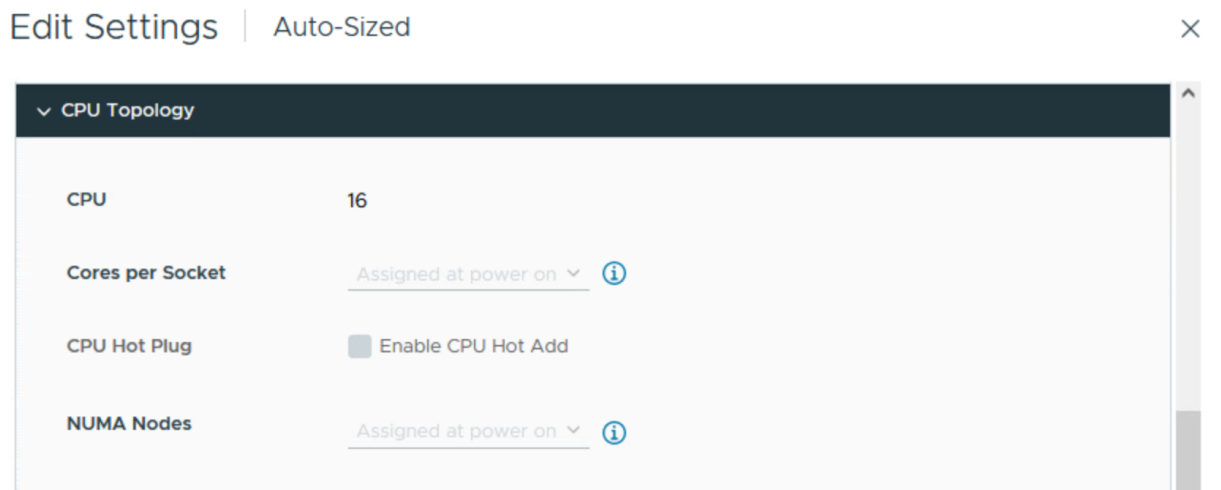 Edit Settings Auto-Sized
CPU Topology
CPU 16
Cores per Socket Assigned at power on
CPU Hot Plug Enable CPU Hot Add
NUMA Nodes Assigned at power on